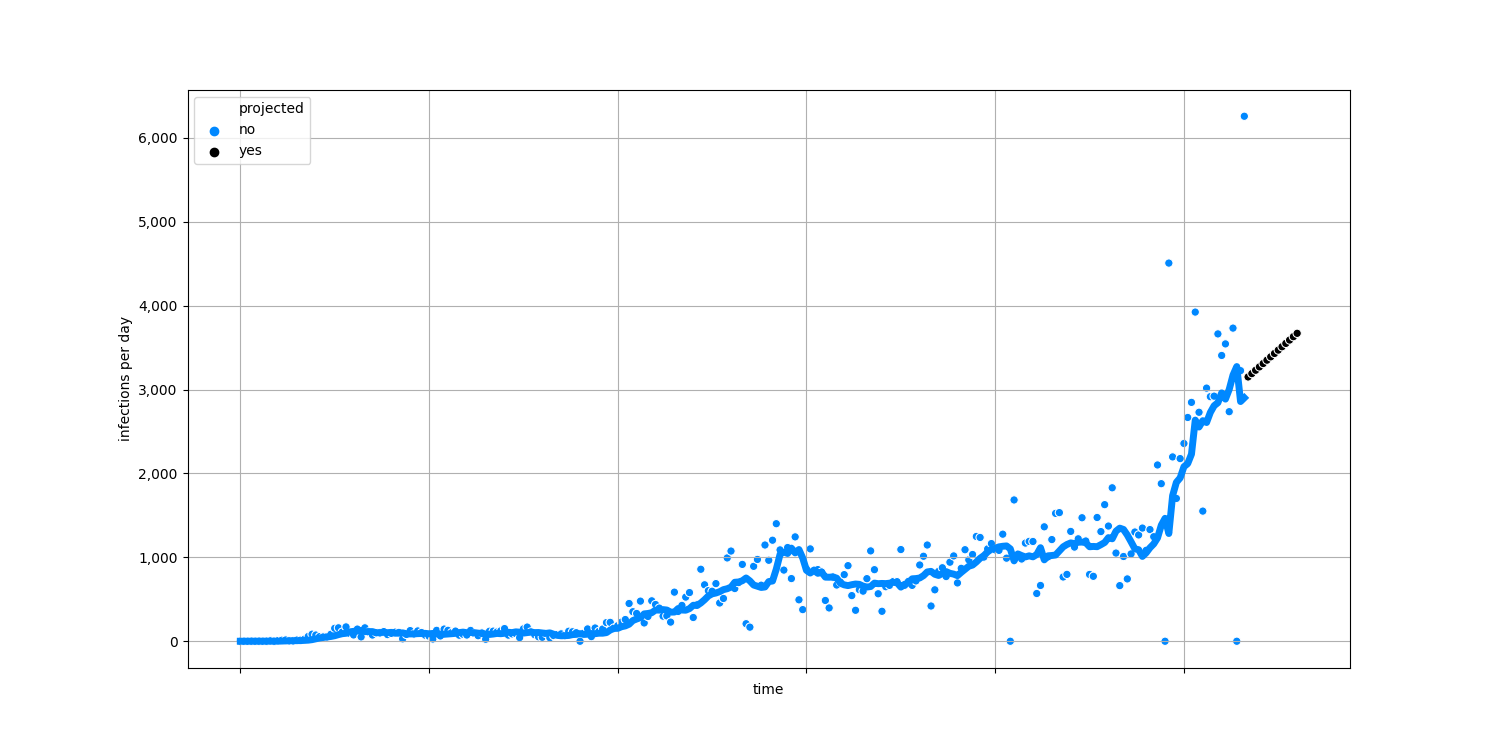 projected
no
yes
6,000
5,000
4,000
3,000
2,000
1,000
0
infections per day
time